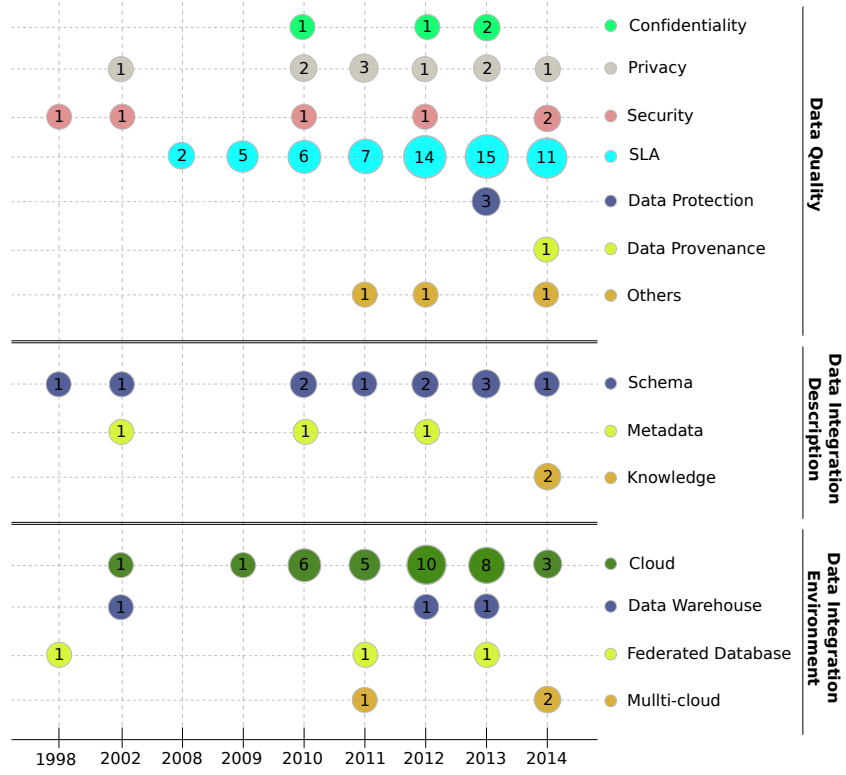 1 1 2 Confidentiality
1 2 3 1 2 1 Privacy
1 1 1 1 2 Security
2 5 6 7 14 15 11 SLA
3 Data Protection
1 Data Provenance
1 1 1 Others
Data Quality
1 1 2 1 2 3 1 Schema
1 1 1 Metadata
2 Knowledge
Data Integration
Description
1 1 6 5 10 8 3 Cloud
1 1 1 Data Warehouse
1 1 1 Federated Database
1 2 Mullti-cloud
Data Integration
Environment
1998 2002 2008 2009 2010 2011 2012 2013 2014